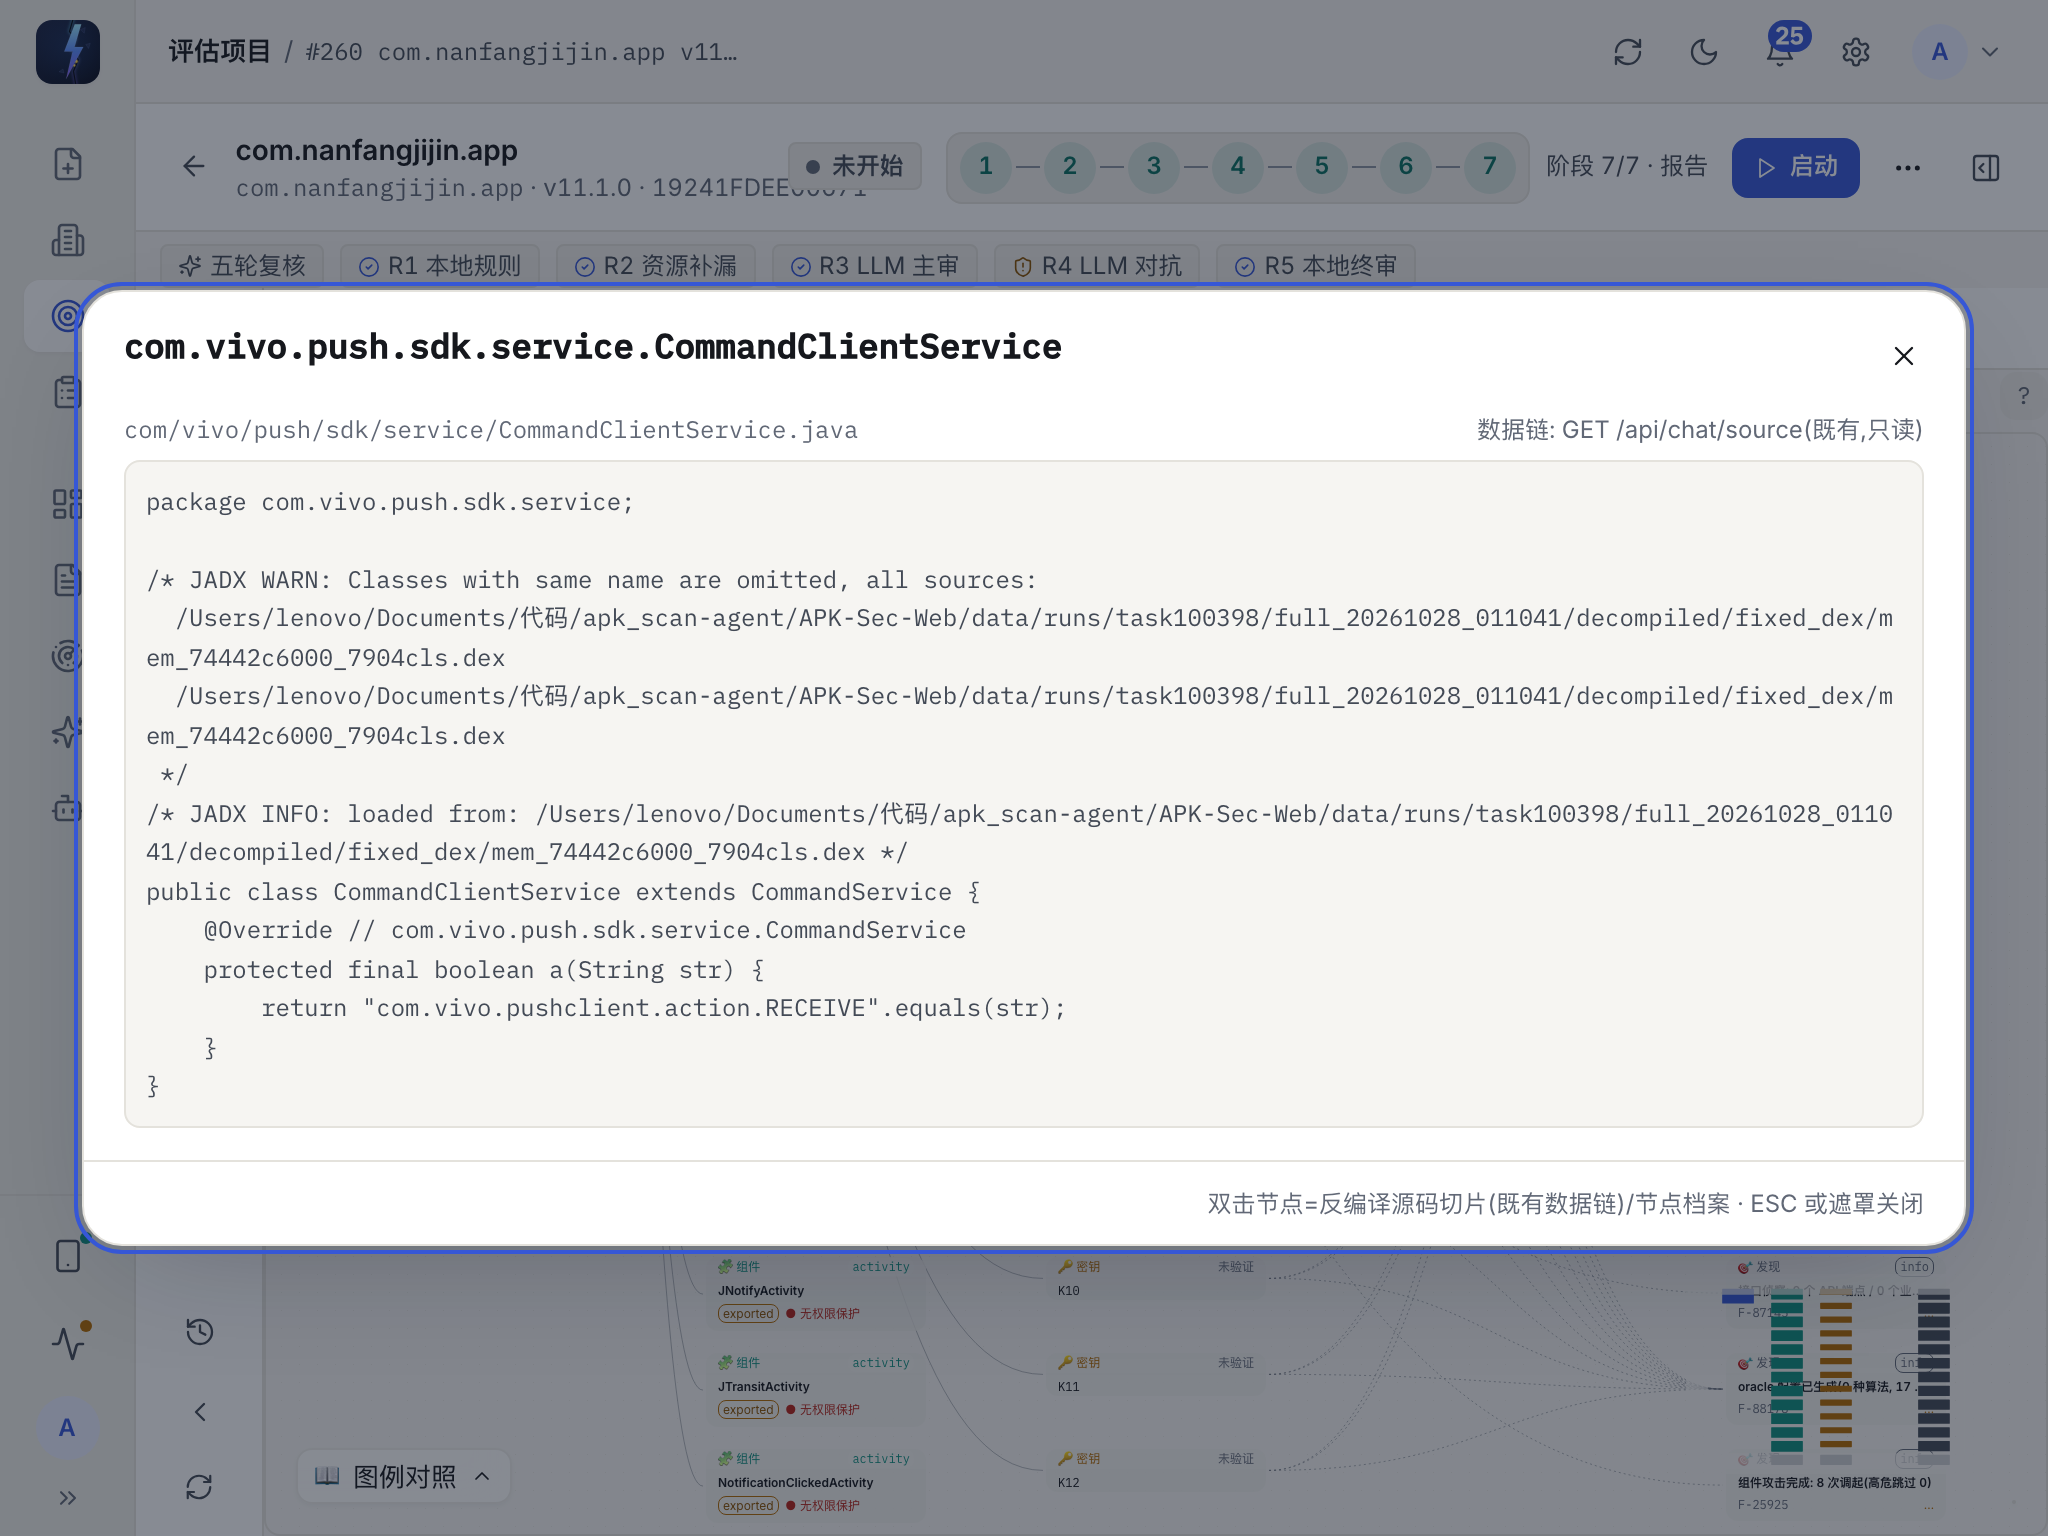 评估项目 / #260 com.nanfangjijin.app v11…
25
A
com.nanfangjijin.app
com.nanfangjijin.app · v11.1.0 · 19241FDEE
未开始
1 2 3 4 5 6 7
阶段 7/7 · 报告
启动
五轮复核
R1 本地规则
R2 资源补漏
R3 LLM 主审
R4 LLM 对抗
R5 本地终审
?
com.vivo.push.sdk.service.CommandClientService
com/vivo/push/sdk/service/CommandClientService.java
数据链: GET /api/chat/source(既有,只读)
package com.vivo.push.sdk.service;
/* JADX WARN: Classes with same name are omitted, all sources:
/Users/lenovo/Documents/代码/apk_scan-agent/APK-Sec-Web/data/runs/task100398/full_20261028_011041/decompiled/fixed_dex/m
em_74442c6000_7904cls.dex
/Users/lenovo/Documents/代码/apk_scan-agent/APK-Sec-Web/data/runs/task100398/full_20261028_011041/decompiled/fixed_dex/m
em_74442c6000_7904cls.dex
*/
/* JADX INFO: loaded from: /Users/lenovo/Documents/代码/apk_scan-agent/APK-Sec-Web/data/runs/task100398/full_20261028_0110
41/decompiled/fixed_dex/mem_74442c6000_7904cls.dex */
public class CommandClientService extends CommandService {
@Override // com.vivo.push.sdk.service.CommandService
protected final boolean a(String str) {
return "com.vivo.pushclient.action.RECEIVE".equals(str);
}
}
双击节点=反编译源码切片(既有数据链)/节点档案 · ESC 或遮罩关闭
组件 activity
JNotifyActivity
exported 无权限保护
密钥 未验证
K10
发现 info
组件 activity
JTransitActivity
exported 无权限保护
密钥 未验证
K11
组件 activity
NotificationClickedActivity
exported 无权限保护
密钥 未验证
K12
组件攻击完成: 8 次调起(高危跳过 0)
F-25925
…
图例对照
A